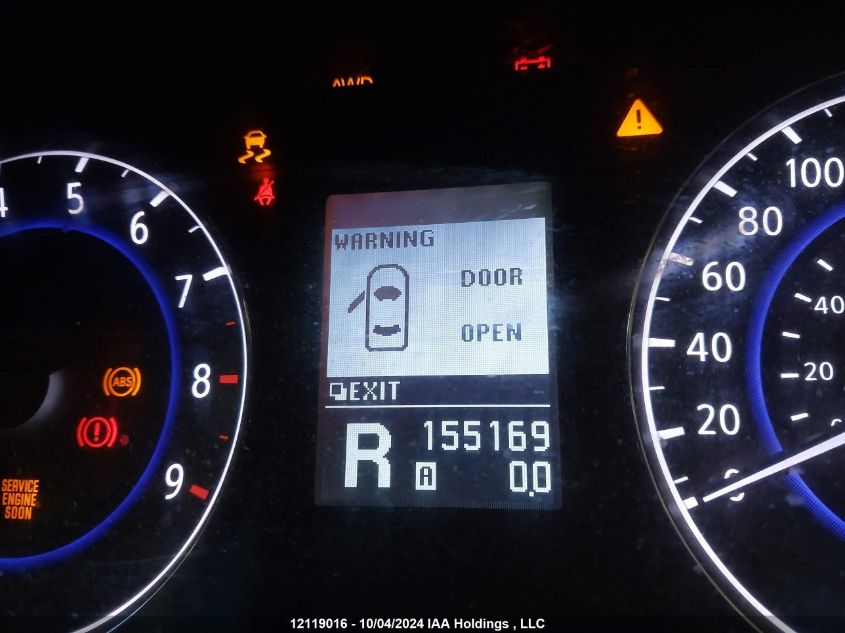 AWD
4 5 6 7 8 9
ABS
SERVICE
ENGINE
SOON
WARNING
DOOR
OPEN
EXIT
R 155169
A 0.0
100
80
60
40
20
0
40
20
12119016 - 10/04/2024 IAA Holdings , LLC